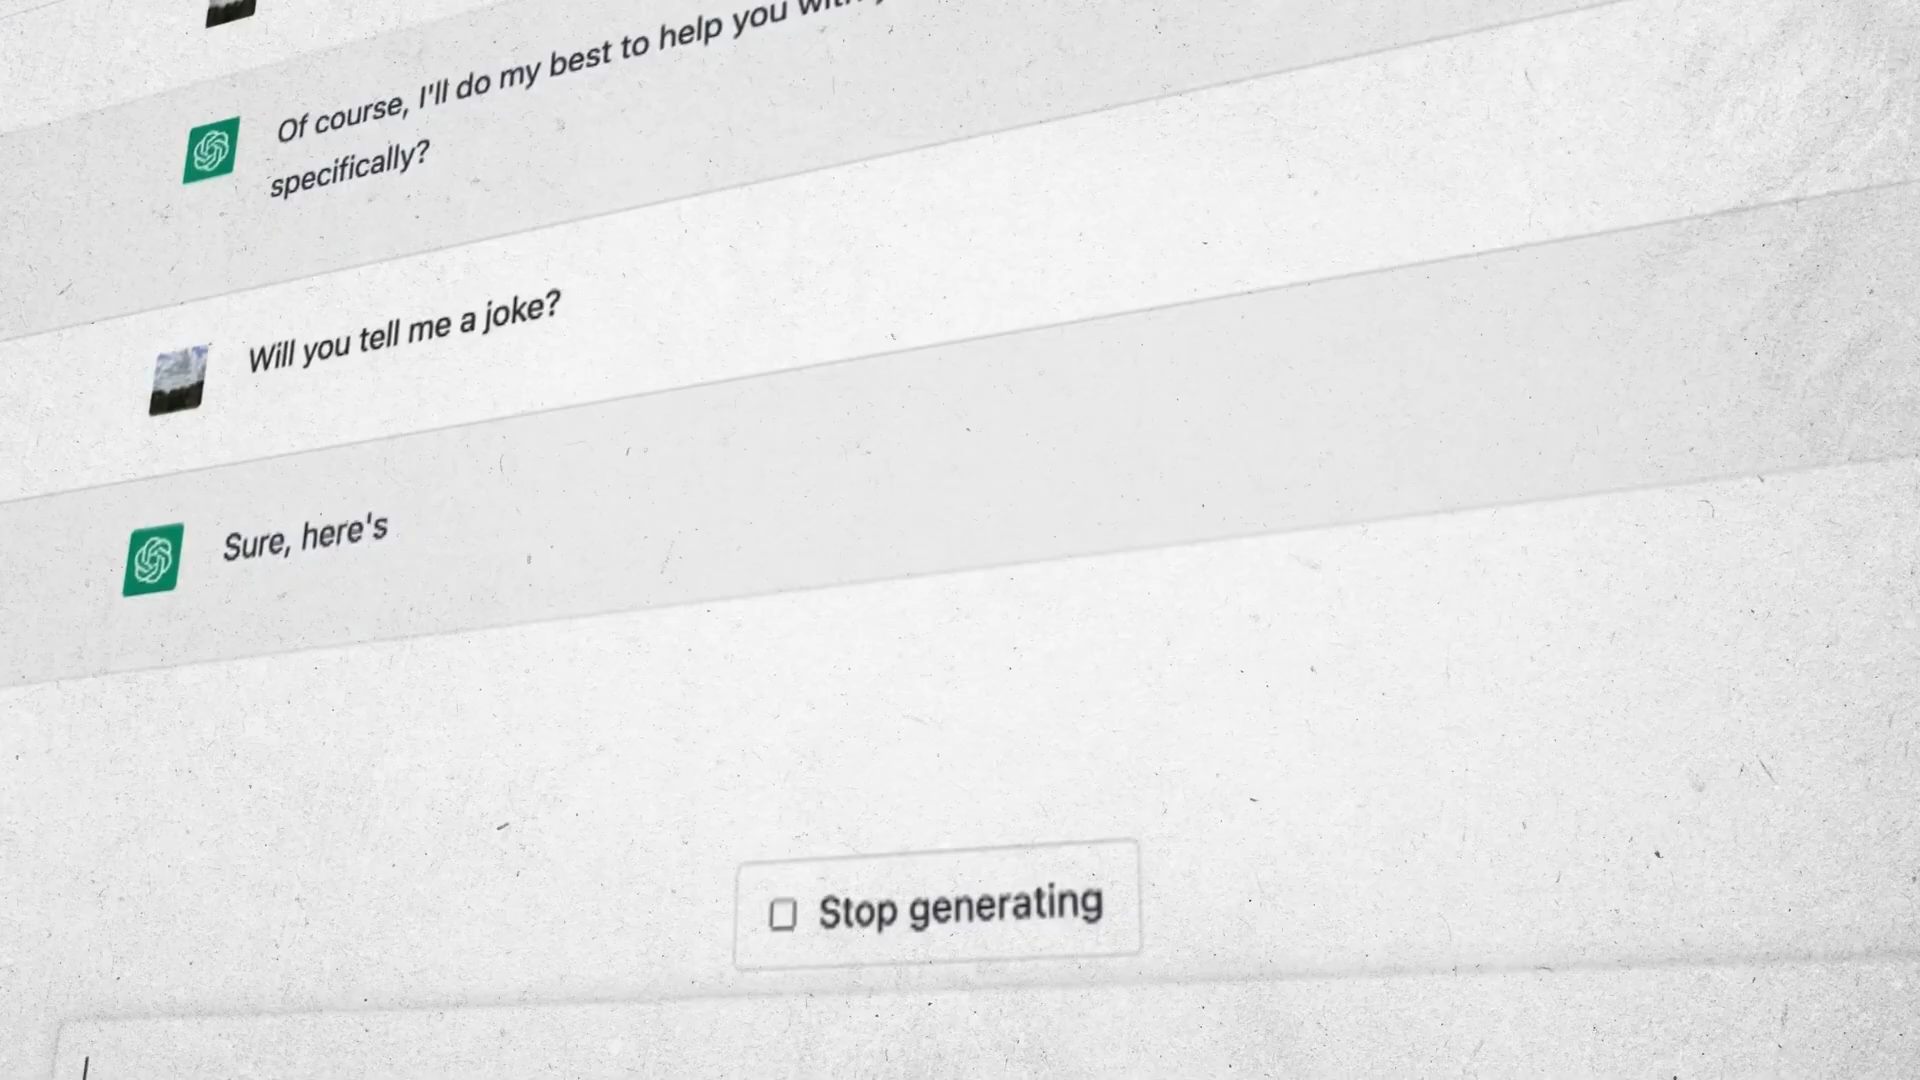 Of course, I'll do my best to help you with
specifically?
Will you tell me a joke?
Sure, here's
Stop generating